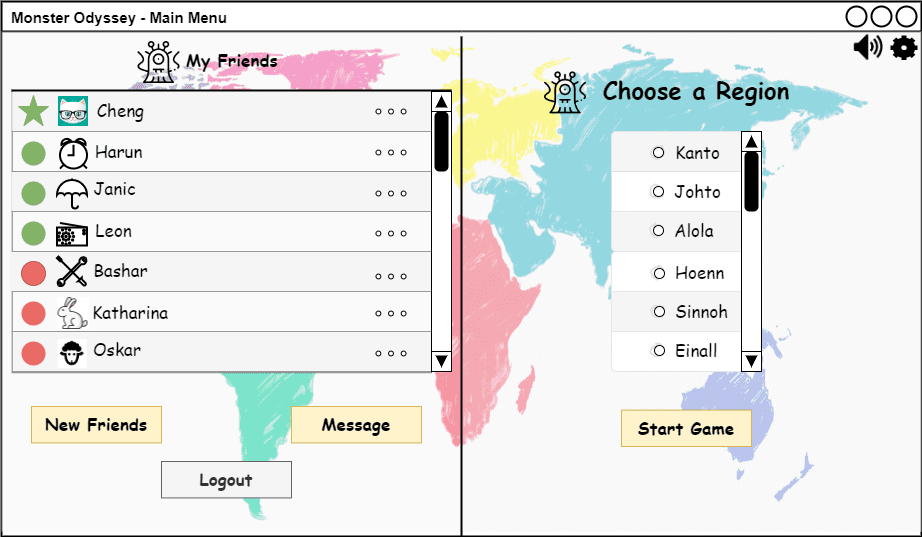 Monster Odyssey - Main Menu
My Friends
Cheng
Harun
Janic
Leon
Bashar
Katharina
Oskar
New Friends
Message
Logout
Choose a Region
Kanto
Johto
Alola
Hoenn
Sinnoh
Einall
Start Game